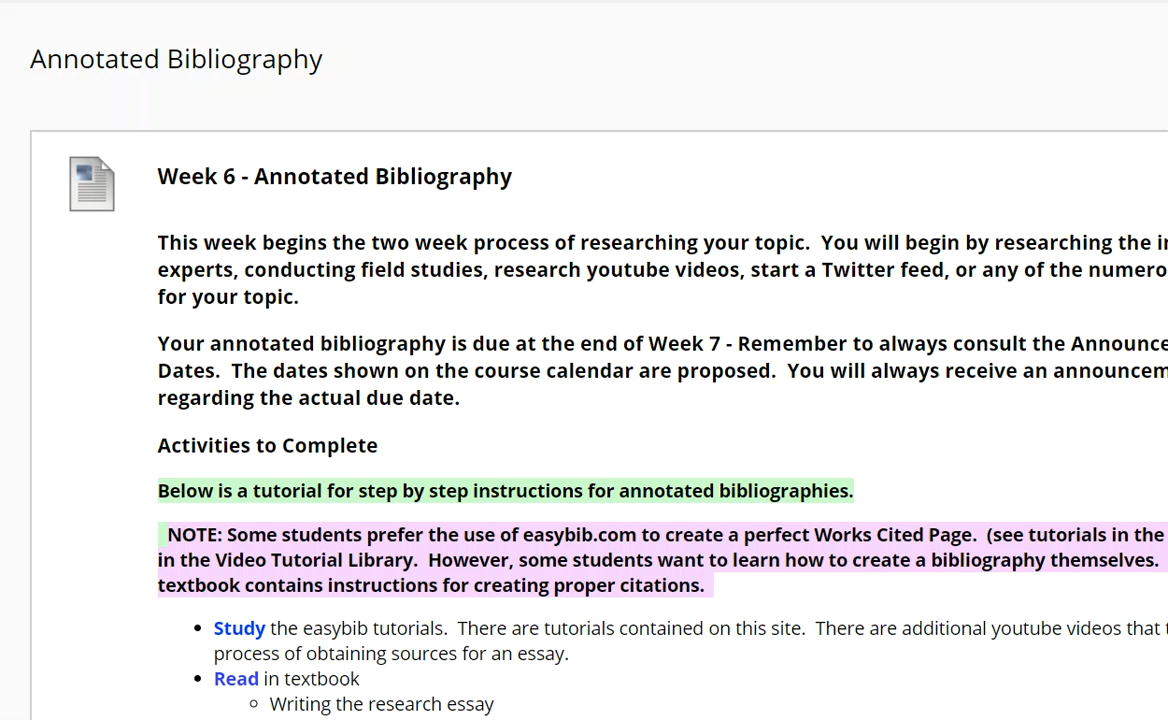 Annotated Bibliography
Week 6 - Annotated Bibliography
This week begins the two week process of researching your topic.  You will begin by researching the
experts, conducting field studies, research youtube videos, start a Twitter feed, or any of the
for your topic.
Your annotated bibliography is due at the end of Week 7 - Remember to always consult the
Dates.  The dates shown on the course calendar are proposed.  You will always receive an
regarding the actual due date.
Activities to Complete
Below is a tutorial for step by step instructions for annotated bibliographies.
NOTE: Some students prefer the use of easybib.com to create a perfect Works Cited Page.  (see tutorials in the
in the Video Tutorial Library.  However, some students want to learn how to create a bibliography themselves.
textbook contains instructions for creating proper citations.
• Study the easybib tutorials.  There are tutorials contained on this site.  There are additional youtube videos that
process of obtaining sources for an essay.
• Read in textbook
○ Writing the research essay